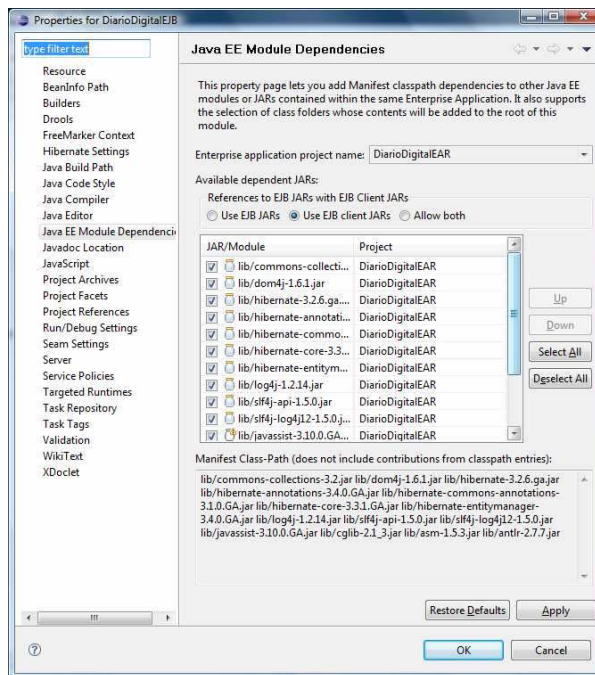 Properties for DiarioDigitalEJB
type filter text
Resource
BeanInfo Path
Builders
Drools
FreeMarker Context
Hibernate Settings
Java Build Path
Java Code Style
Java Compiler
Java Editor
Java EE Module Dependenci
Javadoc Location
JavaScript
Project Archives
Project Facets
Project References
Run/Debug Settings
Seam Settings
Server
Service Policies
Targeted Runtimes
Task Repository
Task Tags
Validation
WikiText
XDoclet
Java EE Module Dependencies
This property page lets you add Manifest classpath dependencies to other Java EE
modules or JARs contained within the same Enterprise Application. It also supports
the selection of class folders whose contents will be added to the root of this
module.
Enterprise application project name: DiarioDigitalEAR
Available dependent JARs:
References to EJB JARs with EJB Client JARs
Use EJB JARs Use EJB client JARs Allow both
JAR/Module Project
lib/commons-collecti... DiarioDigitalEAR
lib/dom4j-1.6.1.jar DiarioDigitalEAR
lib/hibernate-3.2.6.ga.... DiarioDigitalEAR
lib/hibernate-annotati... DiarioDigitalEAR
lib/hibernate-commo... DiarioDigitalEAR
lib/hibernate-core-3.3... DiarioDigitalEAR
lib/hibernate-entitym... DiarioDigitalEAR
lib/log4j-1.2.14.jar DiarioDigitalEAR
lib/slf4j-api-1.5.0.jar DiarioDigitalEAR
lib/slf4j-log4j12-1.5.0.j... DiarioDigitalEAR
lib/javassist-3.10.0.GA... DiarioDigitalEAR
Up
Down
Select All
Deselect All
Manifest Class-Path (does not include contributions from classpath entries):
lib/commons-collections-3.2.jar lib/dom4j-1.6.1.jar lib/hibernate-3.2.6.ga.jar
lib/hibernate-annotations-3.4.0.GA.jar lib/hibernate-commons-annotations-
3.1.0.GA.jar lib/hibernate-core-3.3.1.GA.jar lib/hibernate-entitymanager-
3.4.0.GA.jar lib/log4j-1.2.14.jar lib/slf4j-api-1.5.0.jar lib/slf4j-log4j12-1.5.0.jar
lib/javassist-3.10.0.GA.jar lib/cglib-2.1_3.jar lib/asm-1.5.3.jar lib/antlr-2.7.7.jar
Restore Defaults Apply
OK Cancel